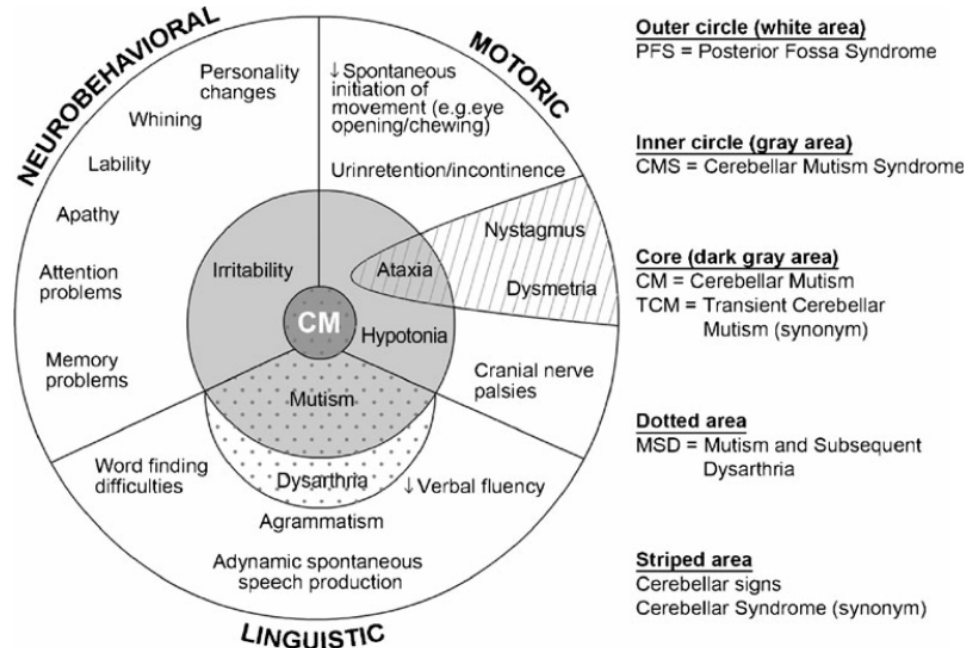 NEUROBEHAVIORAL
MOTORIC
LINGUISTIC
Personality
changes
Whining
Lability
Apathy
Attention
problems
Memory
problems
Irritability
↓Spontaneous
initiation of
movement (e.g.eye
opening/chewing)
Urinretention/incontinence
Nystagmus
Ataxia
Dysmetria
Hypotonia
Cranial nerve
palsies
CM
Mutism
Dysarthria
Word finding
difficulties
↓Verbal fluency
Agrammatism
Adynamic spontaneous
speech production
Outer circle (white area)
PFS = Posterior Fossa Syndrome
Inner circle (gray area)
CMS = Cerebellar Mutism Syndrome
Core (dark gray area)
CM = Cerebellar Mutism
TCM = Transient Cerebellar
Mutism (synonym)
Dotted area
MSD = Mutism and Subsequent
Dysarthria
Striped area
Cerebellar signs
Cerebellar Syndrome (synonym)